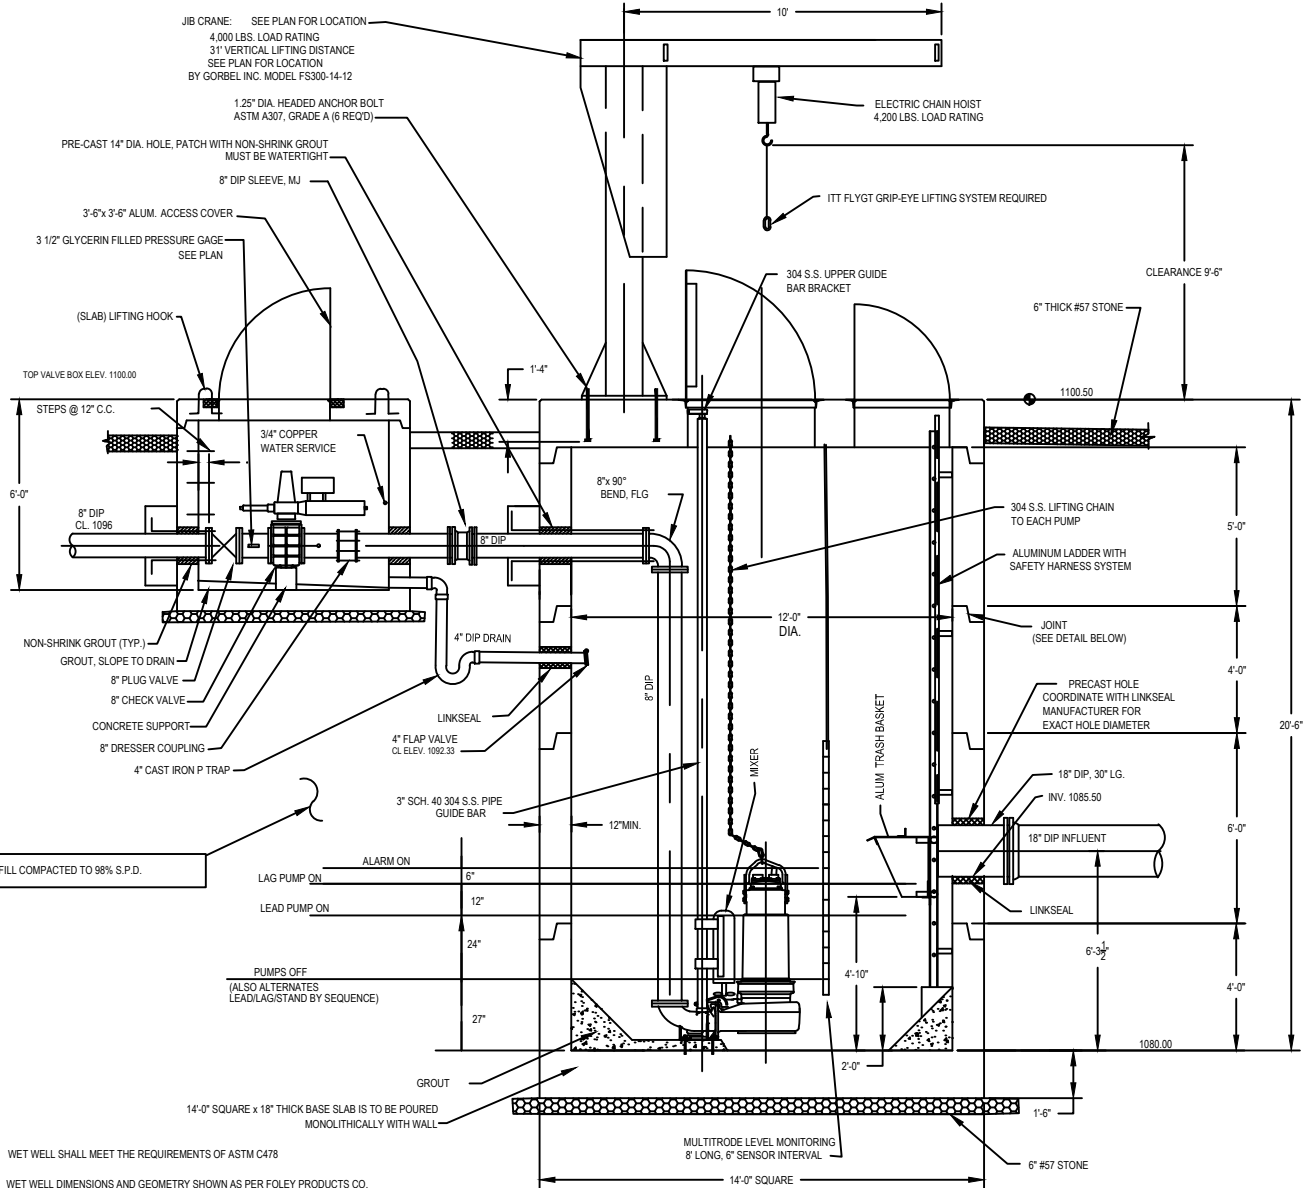 10'
JIB CRANE: SEE PLAN FOR LOCATION
4,000 LBS. LOAD RATING
31' VERTICAL LIFTING DISTANCE
SEE PLAN FOR LOCATION
BY GORBEL INC. MODEL FS300-14-12
1.25" DIA. HEADED ANCHOR BOLT
ASTM A307, GRADE A (6 REQ'D)
ELECTRIC CHAIN HOIST
4,200 LBS. LOAD RATING
PRE-CAST 14" DIA. HOLE, PATCH WITH NON-SHRINK GROUT
MUST BE WATERTIGHT
8" DIP SLEEVE, MJ
ITT FLYGT GRIP-EYE LIFTING SYSTEM REQUIRED
3'-6"x 3'-6" ALUM. ACCESS COVER
3 1/2" GLYCERIN FILLED PRESSURE GAGE
SEE PLAN
304 S.S. UPPER GUIDE
BAR BRACKET
CLEARANCE 9'-6"
6" THICK #57 STONE
(SLAB) LIFTING HOOK
TOP VALVE BOX ELEV. 1100.00
1'-4"
1100.50
STEPS @ 12" C.C.
3/4" COPPER
WATER SERVICE
6'-0"
8"x 90°
BEND, FLG
8" DIP
CL. 1096
8" DIP
304 S.S. LIFTING CHAIN
TO EACH PUMP
5'-0"
ALUMINUM LADDER WITH
SAFETY HARNESS SYSTEM
12'-0"
DIA.
JOINT
(SEE DETAIL BELOW)
NON-SHRINK GROUT (TYP.)
GROUT, SLOPE TO DRAIN
8" PLUG VALVE
8" CHECK VALVE
CONCRETE SUPPORT
8" DRESSER COUPLING
4" CAST IRON P TRAP
4" DIP DRAIN
LINKSEAL
4" FLAP VALVE
CL ELEV. 1092.33
8" DIP
4'-0"
PRECAST HOLE
COORDINATE WITH LINKSEAL
MANUFACTURER FOR
EXACT HOLE DIAMETER
20'-6"
MIXER
ALUM TRASH BASKET
18" DIP, 30" LG.
INV. 1085.50
3" SCH. 40 304 S.S. PIPE
GUIDE BAR
12"MIN.
6'-0"
18" DIP INFLUENT
FILL COMPACTED TO 98% S.P.D.
ALARM ON
6"
LAG PUMP ON
12"
LEAD PUMP ON
24"
LINKSEAL
6'-3 1/2"
4'-10"
PUMPS OFF
(ALSO ALTERNATES
LEAD/LAG/STAND BY SEQUENCE)
27"
4'-0"
1080.00
2'-0"
GROUT
14'-0" SQUARE x 18" THICK BASE SLAB IS TO BE POURED
MONOLITHICALLY WITH WALL
1'-6"
MULTITRODE LEVEL MONITORING
8' LONG, 6" SENSOR INTERVAL
6" #57 STONE
WET WELL SHALL MEET THE REQUIREMENTS OF ASTM C478
14'-0" SQUARE
WET WELL DIMENSIONS AND GEOMETRY SHOWN AS PER FOLEY PRODUCTS CO.